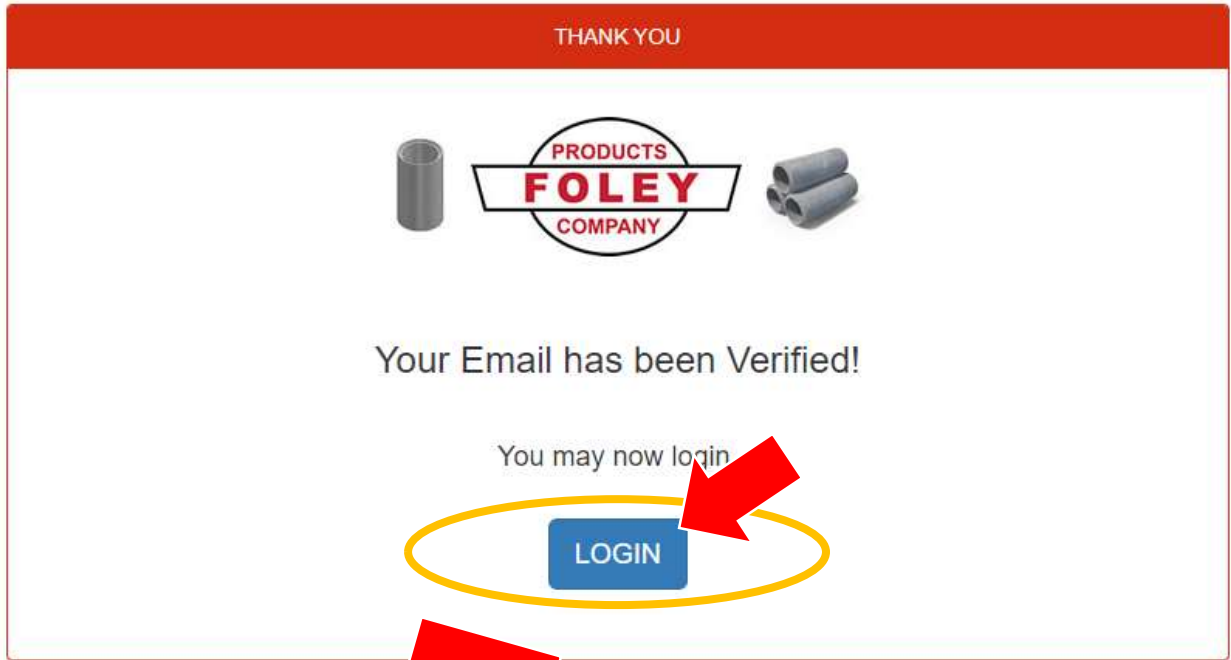 THANK YOU
PRODUCTS
FOLEY
COMPANY
Your Email has been Verified!
You may now login
LOGIN